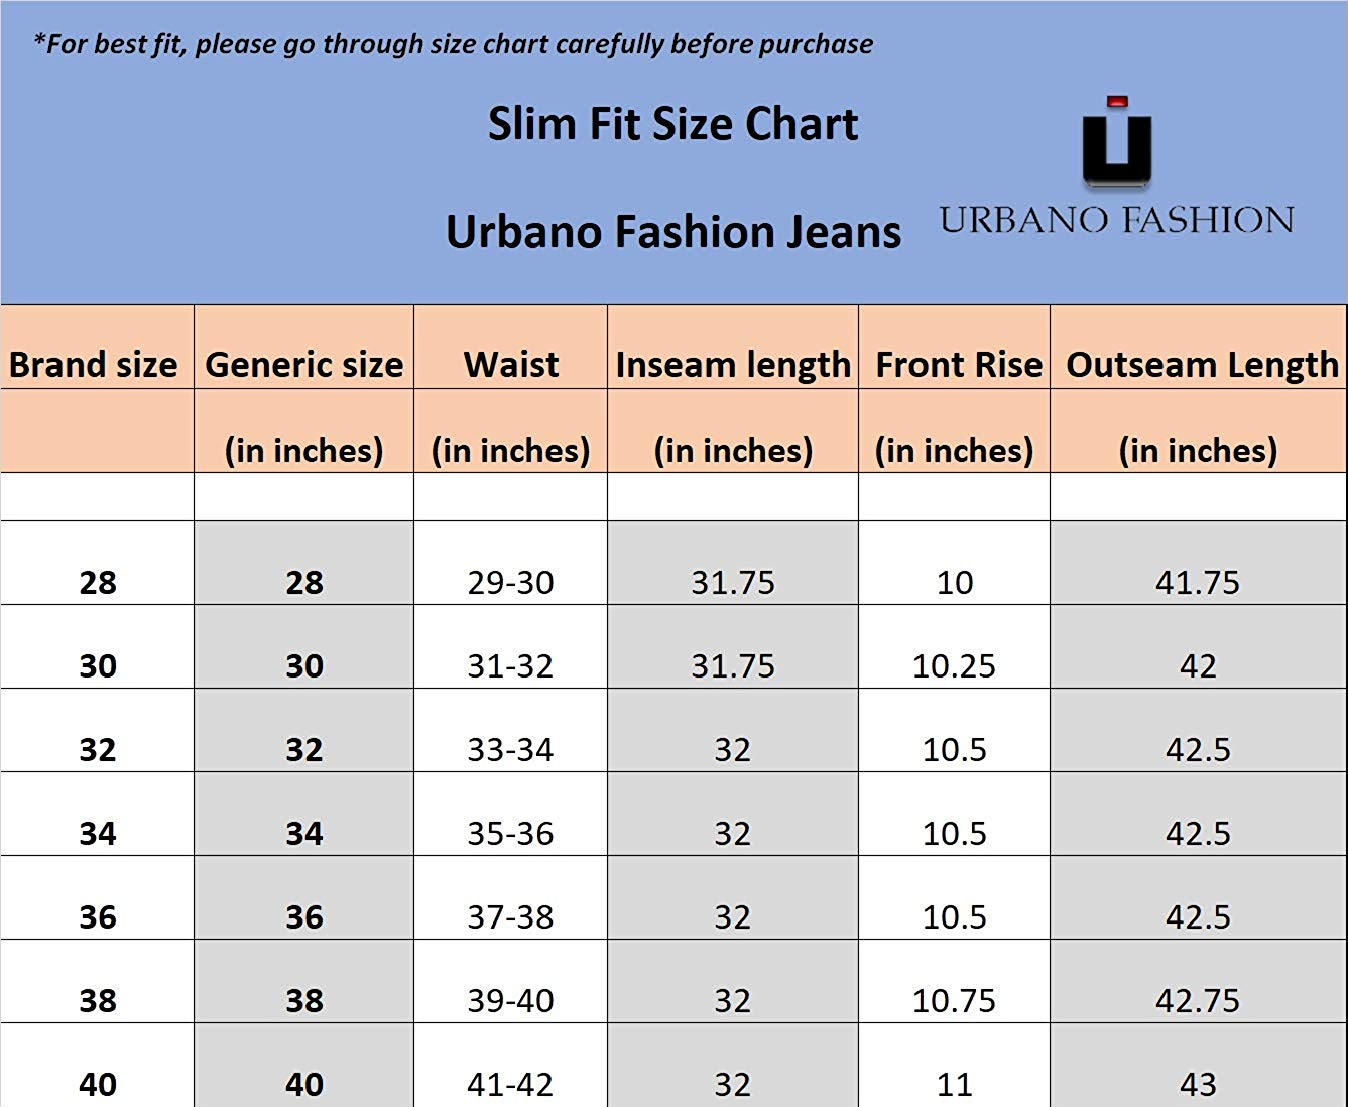 *For best fit, please go through size chart carefully before purchase
Slim Fit Size Chart
Urbano Fashion Jeans
URBANO FASHION
Brand size Generic size Waist Inseam length Front Rise Outseam Length
(in inches) (in inches) (in inches) (in inches) (in inches)
28 28 29-30 31.75 10 41.75
30 30 31-32 31.75 10.25 42
32 32 33-34 32 10.5 42.5
34 34 35-36 32 10.5 42.5
36 36 37-38 32 10.5 42.5
38 38 39-40 32 10.75 42.75
40 40 41-42 32 11 43